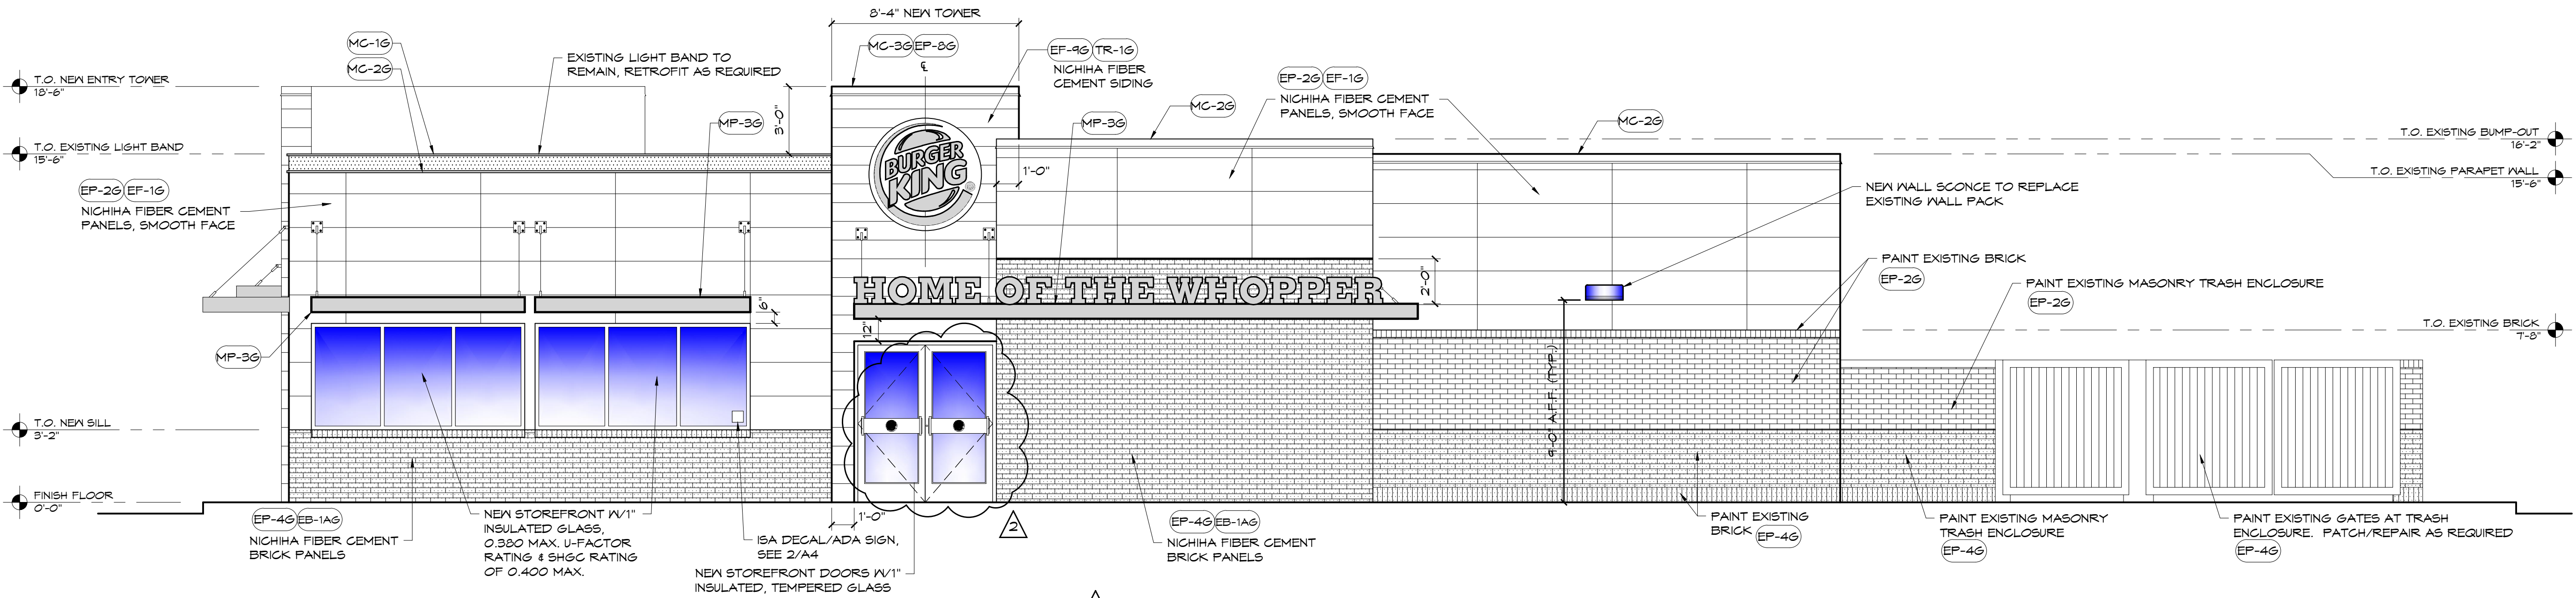 8'-4" NEW TOWER
MC-1G
MC-2G
EXISTING LIGHT BAND TO
REMAIN, RETROFIT AS REQUIRED
MC-3G EP-8G
℄
EF-9G TR-1G
NICHIHA FIBER
CEMENT SIDING
EP-2G EF-1G
NICHIHA FIBER CEMENT
PANELS, SMOOTH FACE
T.O. NEW ENTRY TOWER
18'-6"
3'-0"
MP-3G
MP-3G
MC-2G
MC-2G
T.O. EXISTING BUMP-OUT
16'-2"
T.O. EXISTING LIGHT BAND
15'-6"
T.O. EXISTING PARAPET WALL
15'-6"
BURGER
KING
®
1'-0"
EP-2G EF-1G
NICHIHA FIBER CEMENT
PANELS, SMOOTH FACE
NEW WALL SCONCE TO REPLACE
EXISTING WALL PACK
PAINT EXISTING BRICK
EP-2G
PAINT EXISTING MASONRY TRASH ENCLOSURE
EP-2G
HOME OF THE WHOPPER
2'-0"
6"
12"
MP-3G
T.O. EXISTING BRICK
7'-8"
9'-0" A.F.F. (TYP.)
T.O. NEW SILL
3'-2"
FINISH FLOOR
0'-0"
EP-4G EB-1AG
NICHIHA FIBER CEMENT
BRICK PANELS
NEW STOREFRONT W/1"
INSULATED GLASS,
0.380 MAX. U-FACTOR
RATING & SHGC RATING
OF 0.400 MAX.
ISA DECAL/ADA SIGN,
SEE 2/A4
1'-0"
NEW STOREFRONT DOORS W/1"
INSULATED, TEMPERED GLASS
2
EP-4G EB-1AG
NICHIHA FIBER CEMENT
BRICK PANELS
PAINT EXISTING
BRICK EP-4G
PAINT EXISTING MASONRY
TRASH ENCLOSURE
EP-4G
PAINT EXISTING GATES AT TRASH
ENCLOSURE. PATCH/REPAIR AS REQUIRED
EP-4G